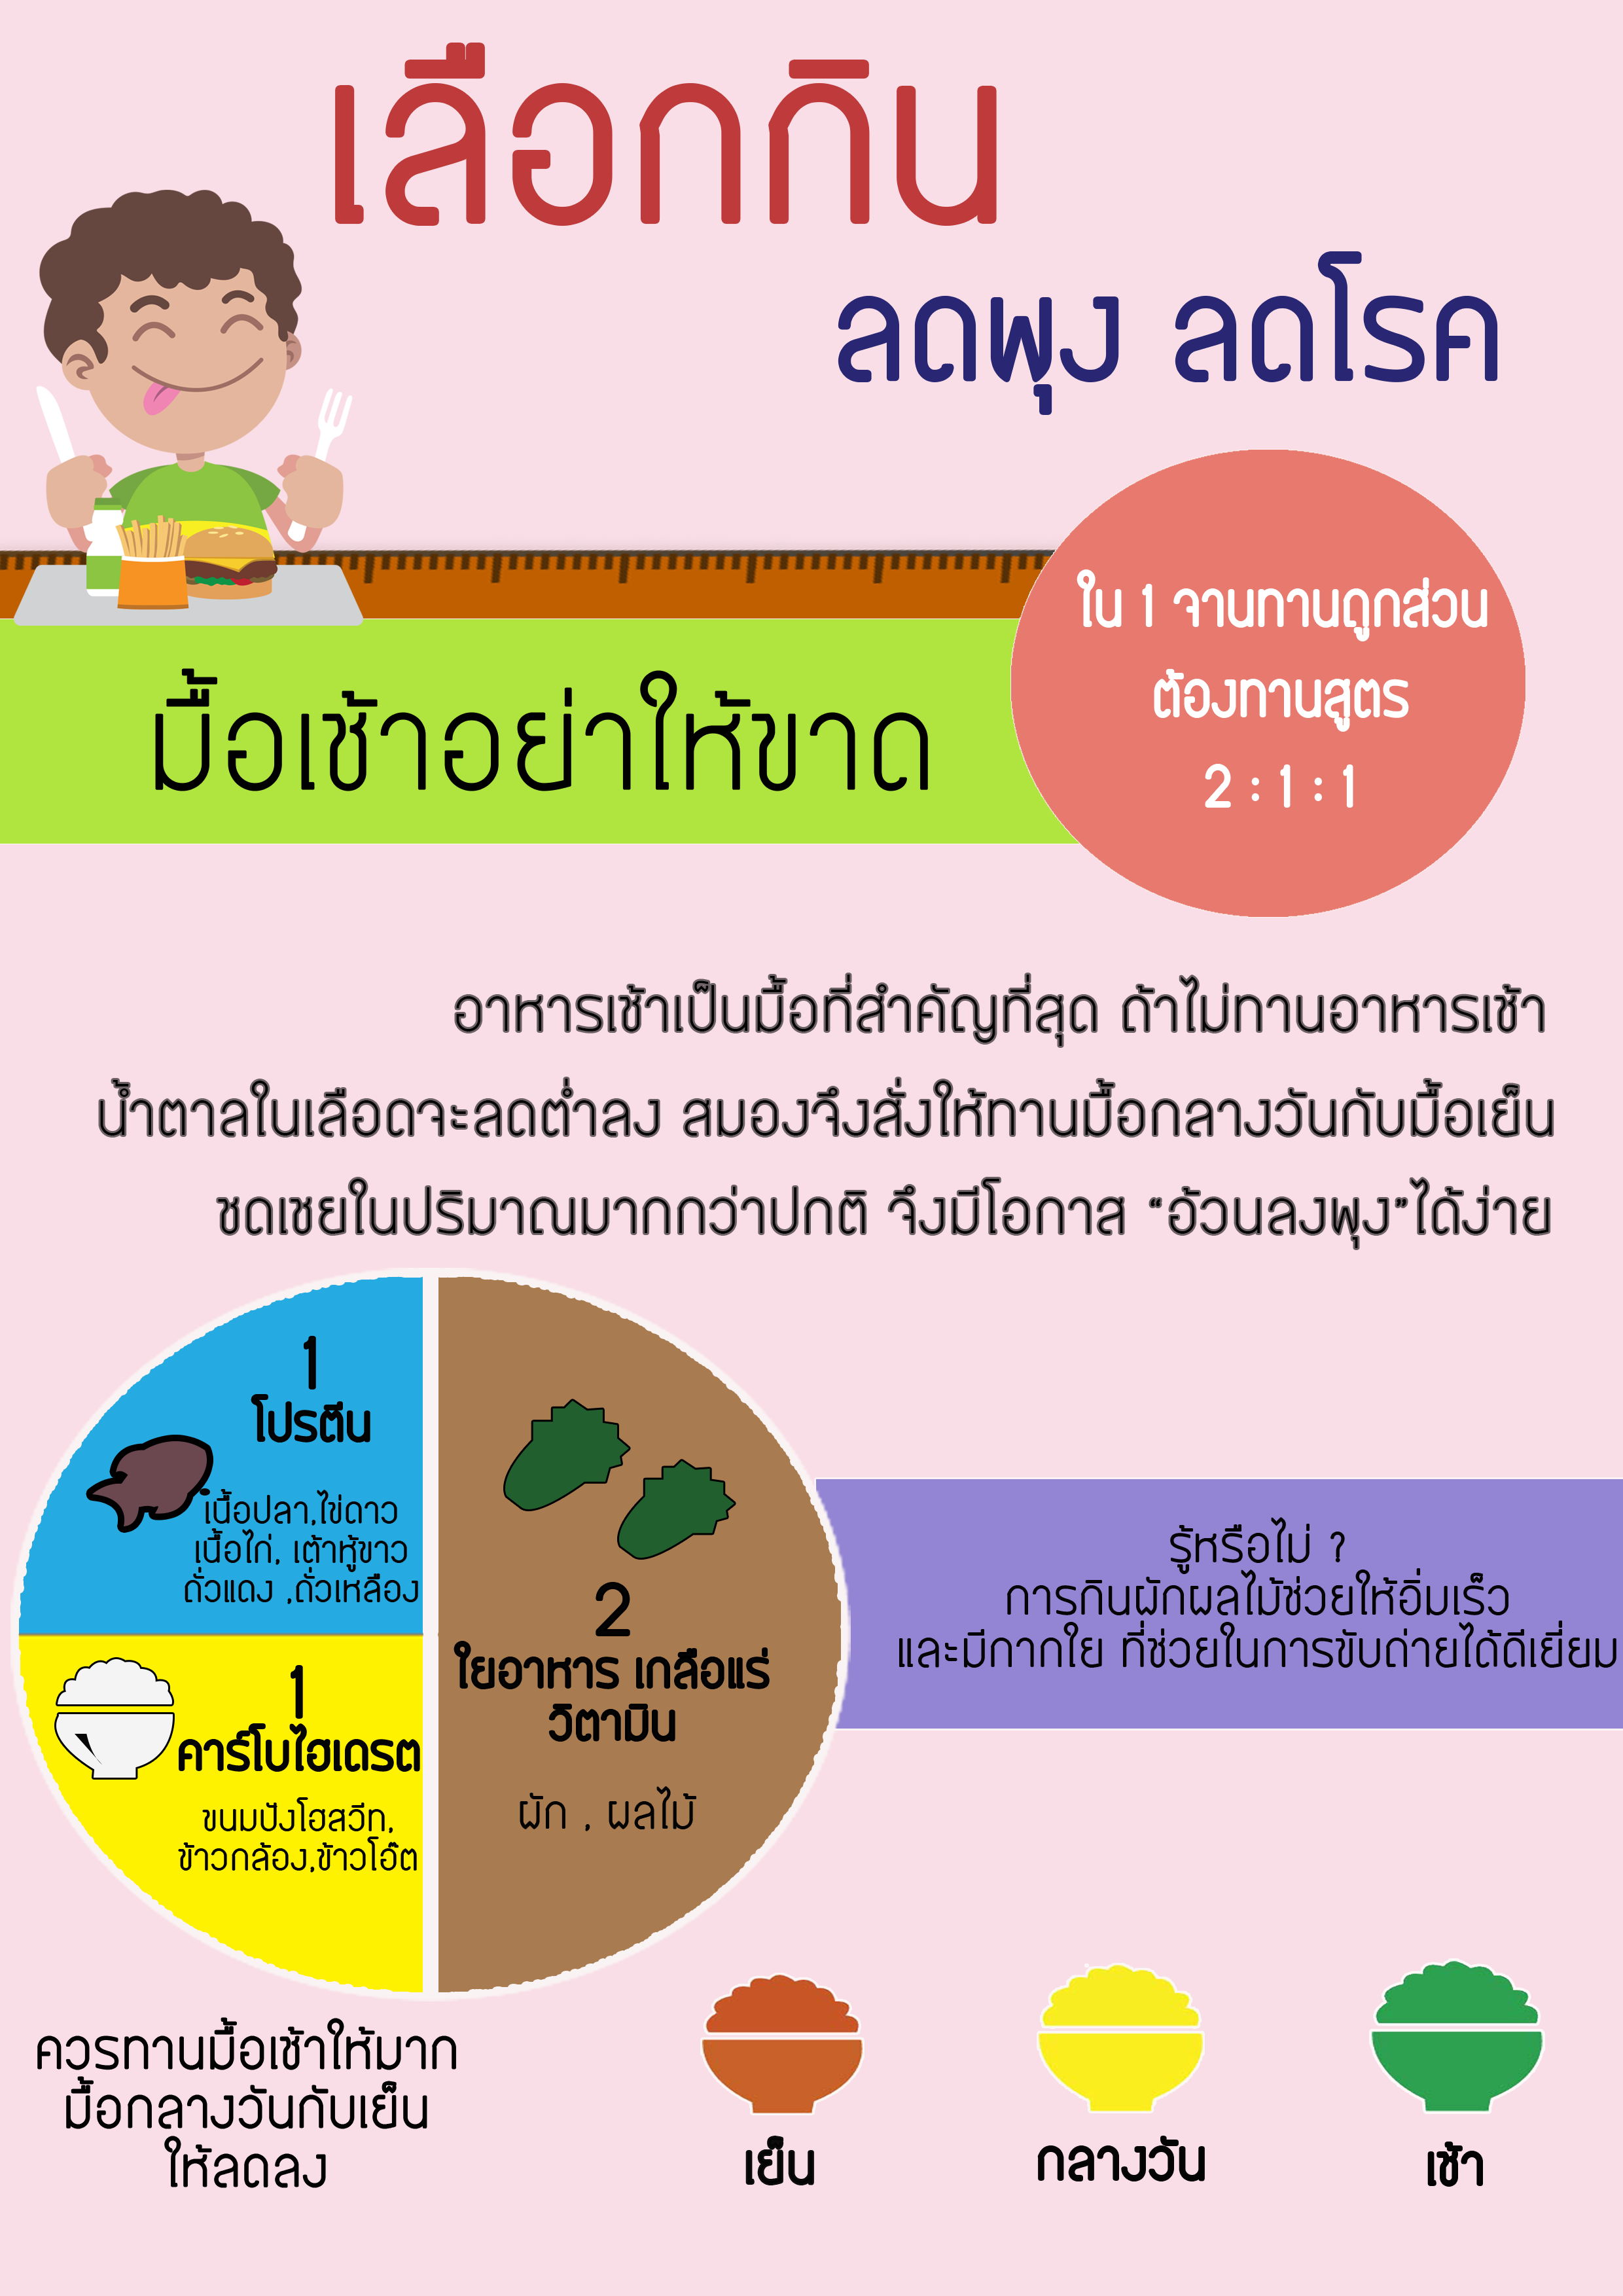 เลือกกิน
ลดพุง ลดโรค
ใน 1 จานทานถูกส่วน
ต้องทานสูตร
2 : 1 : 1
มื้อเช้าอย่าให้ขาด
อาหารเช้าเป็นมื้อที่สำคัญที่สุด ถ้าไม่ทานอาหารเช้า
น้ำตาลในเลือดจะลดต่ำลง สมองจึงสั่งให้ทานมื้อกลางวันกับมื้อเย็น
ชดเชยในปริมาณมากกว่าปกติ จึงมีโอกาส “อ้วนลงพุง”ได้ง่าย
1
โปรตีน
เนื้อปลา,ไข่ดาว
เนื้อไก่, เต้าหู้ขาว
ถั่วแดง ,ถั่วเหลือง
2
ใยอาหาร เกลือแร่
วิตามิน
ผัก , ผลไม้
1
คาร์โบไฮเดรต
ขนมปังโฮสวีท,
ข้าวกล้อง,ข้าวโอ๊ต
รู้หรือไม่ ?
การกินผักผลไม้ช่วยให้อิ่มเร็ว
และมีกากใย ที่ช่วยในการขับถ่ายได้ดีเยี่ยม
ควรทานมื้อเช้าให้มาก
มื้อกลางวันกับเย็น
ให้ลดลง
เย็น
กลางวัน
เช้า